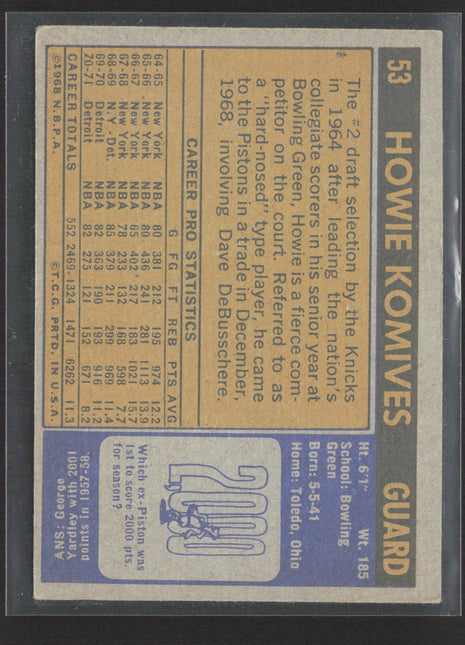 53 HOWIE KOMIVES GUARD
The #2 draft selection by the Knicks
in 1964 after leading the nation's
collegiate scorers in his senior year at
Bowling Green, Howie is a fierce com-
petitor on the court. Referred to as
a "hard-nosed" type player, he came
to the Pistons in a trade in December,
1968, involving Dave DeBusschere.
Ht. 6'1" Wt. 185
School: Bowling
Green
Born: 5-5-41
Home: Toledo, Ohio
CAREER PRO STATISTICS
G FG FT REB PTS AVG
64-65 New York NBA 80 381 212 195 974 12.2
65-66 New York NBA 80 436 241 281 1113 13.9
66-67 New York NBA 65 402 217 183 1021 15.7
67-68 New York NBA 78 233 132 168 598 7.7
68-69 N.Y. Det. NBA 85 379 211 299 969 11.4
69-70 Detroit NBA 82 363 190 193 916 11.2
70-71 Detroit NBA 82 275 121 152 671 8.2
CAREER TOTALS 552 2469 1324 1471 6262 11.3
©1968 N.B.P.A. ©T.C.G. PRTD. IN U.S.A.
2000
Which ex-Piston was
1st to score 2000 pts.
for season?
ANS: George
Yardley with 2001
points in 1957-58.